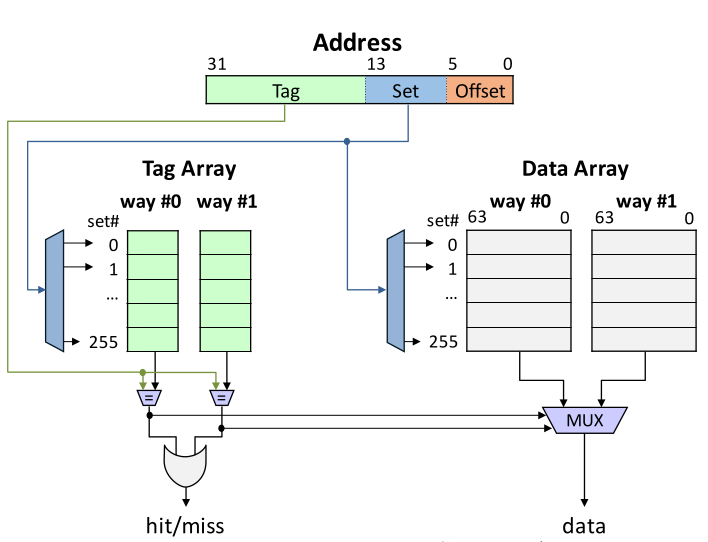 Address
31 13 5 0
Tag Set Offset
Tag Array Data Array
way #0 way #1 way #0 way #1
set# set# 63 0 63 0
0 0
1 1
... ...
255 255
= =
MUX
hit/miss data